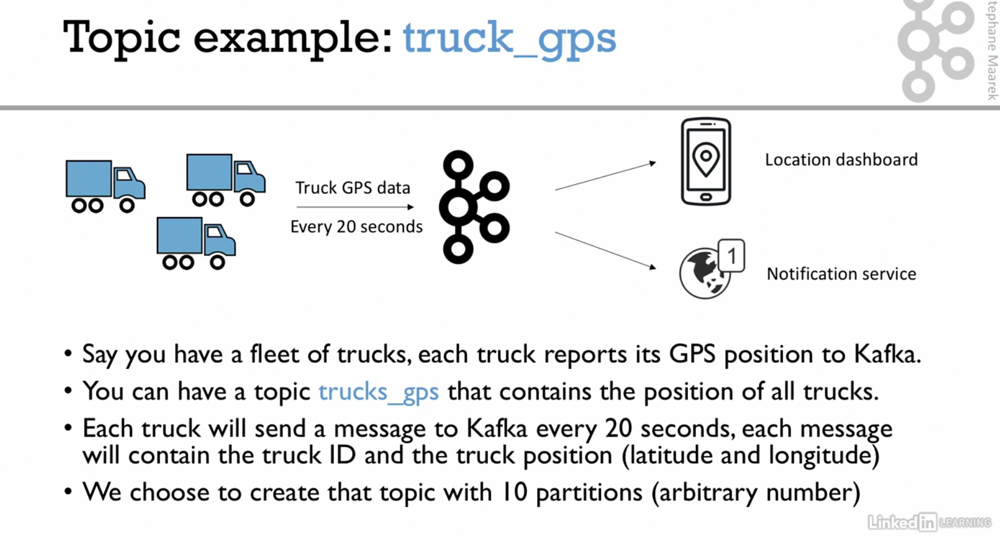 Topic example: truck_gps
tephane Maarek
Truck GPS data
Every 20 seconds
Location dashboard
1
Notification service
• Say you have a fleet of trucks, each truck reports its GPS position to Kafka.
• You can have a topic trucks_gps that contains the position of all trucks.
• Each truck will send a message to Kafka every 20 seconds, each message
will contain the truck ID and the truck position (latitude and longitude)
• We choose to create that topic with 10 partitions (arbitrary number)
Linked in LEARNING